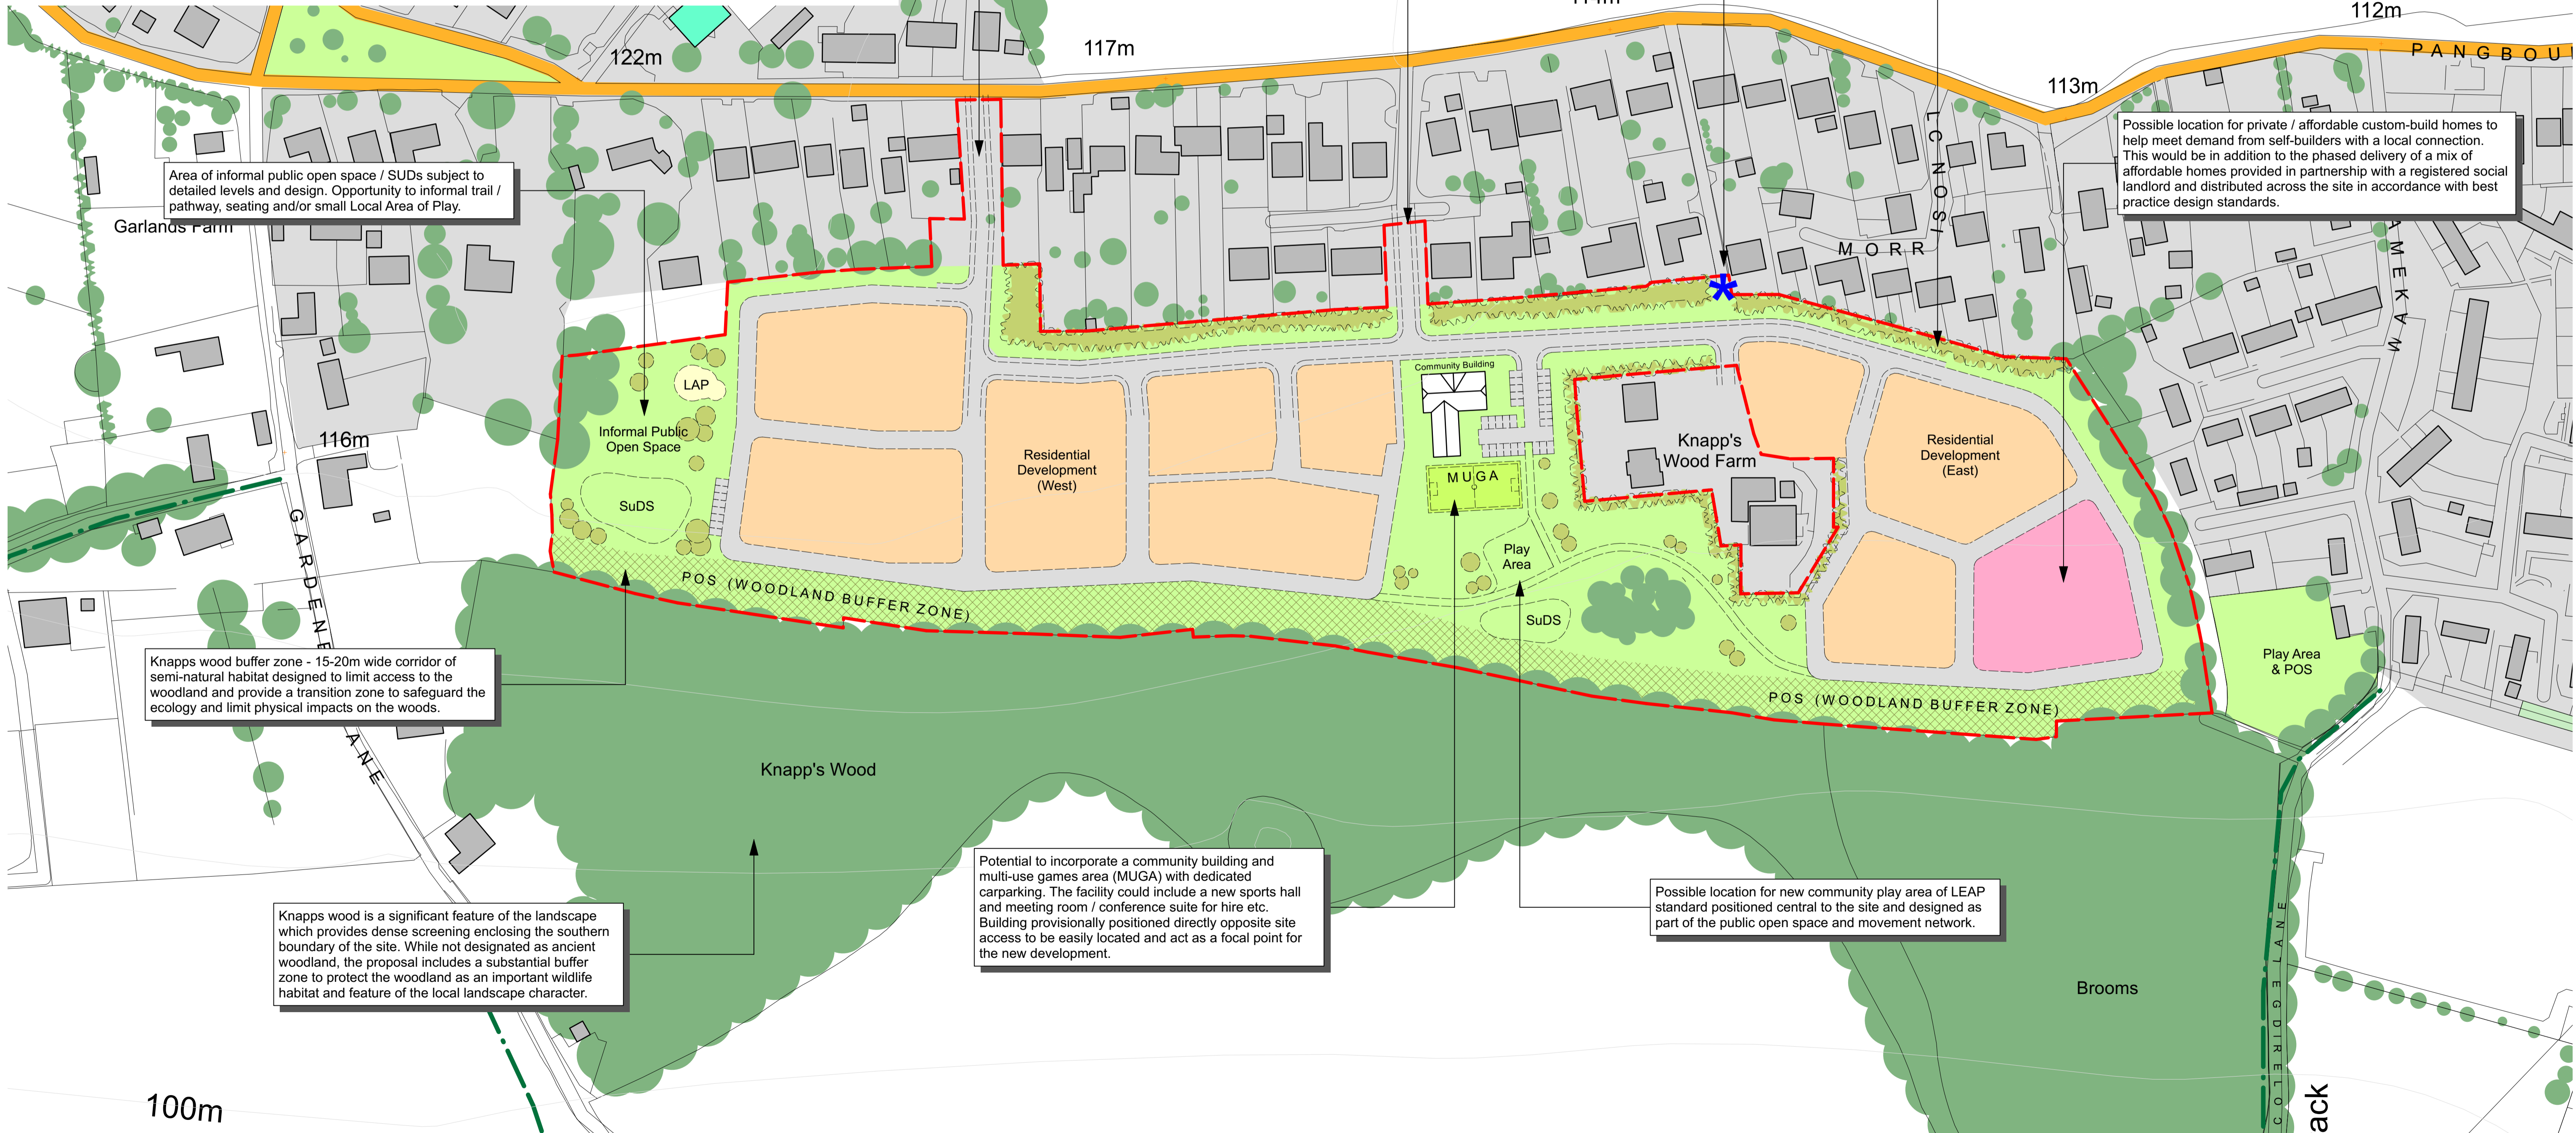 112m
PANGBOU
122m
117m
113m
Possible location for private / affordable custom-build homes to
help meet demand from self-builders with a local connection.
This would be in addition to the phased delivery of a mix of
affordable homes provided in partnership with a registered social
landlord and distributed across the site in accordance with best
practice design standards.
Area of informal public open space / SUDs subject to
detailed levels and design. Opportunity to informal trail /
pathway, seating and/or small Local Area of Play.
Garlands Farm
MORR
ISON CL
AMEKAW
LAP
Community Building
Informal Public
Open Space
116m
Knapp's
Wood Farm
Residential
Development
(East)
Residential
Development
(West)
MUGA
SuDS
GARDENE
ANE
Play
Area
POS (WOODLAND BUFFER ZONE)
SuDS
Play Area
& POS
Knapps wood buffer zone - 15-20m wide corridor of
semi-natural habitat designed to limit access to the
woodland and provide a transition zone to safeguard the
ecology and limit physical impacts on the woods.
POS (WOODLAND BUFFER ZONE)
Knapp's Wood
Potential to incorporate a community building and
multi-use games area (MUGA) with dedicated
carparking. The facility could include a new sports hall
and meeting room / conference suite for hire etc.
Building provisionally positioned directly opposite site
access to be easily located and act as a focal point for
the new development.
Possible location for new community play area of LEAP
standard positioned central to the site and designed as
part of the public open space and movement network.
Knapps wood is a significant feature of the landscape
which provides dense screening enclosing the southern
boundary of the site. While not designated as ancient
woodland, the proposal includes a substantial buffer
zone to protect the woodland as an important wildlife
habitat and feature of the local landscape character.
Brooms
COLERIDGE LANE
100m
ack